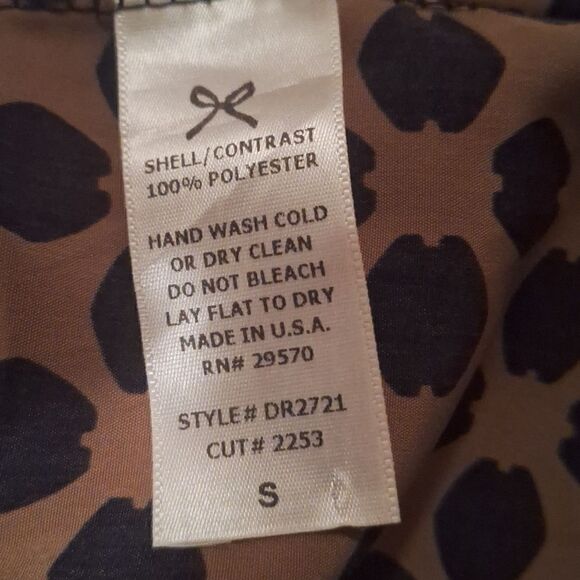 SHELL/CONTRAST
100% POLYESTER
HAND WASH COLD
OR DRY CLEAN
DO NOT BLEACH
LAY FLAT TO DRY
MADE IN U.S.A.
RN# 29570
STYLE# DR2721
CUT# 2253
S